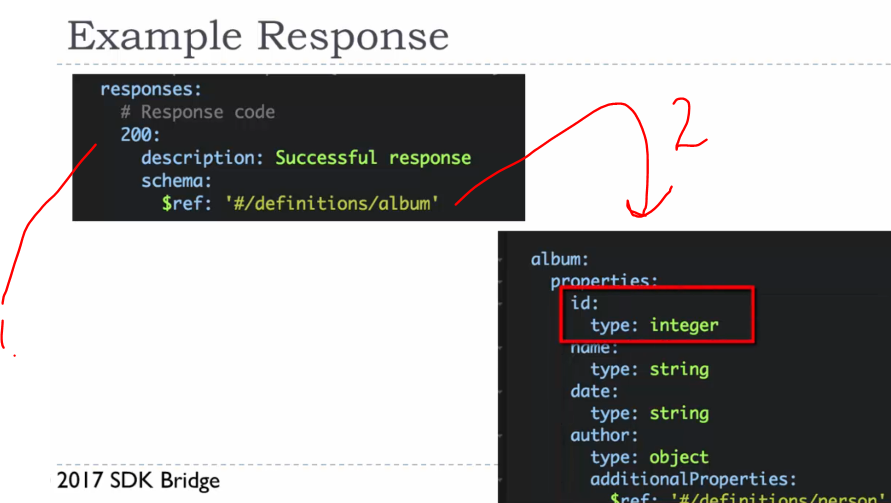 Example Response
responses:
# Response code
200:
description: Successful response
schema:
$ref: '#/definitions/album'
2
1.
album:
properties:
id:
type: integer
name:
type: string
date:
type: string
author:
type: object
additionalProperties:
$ref: '#/definitions/person'
2017 SDK Bridge